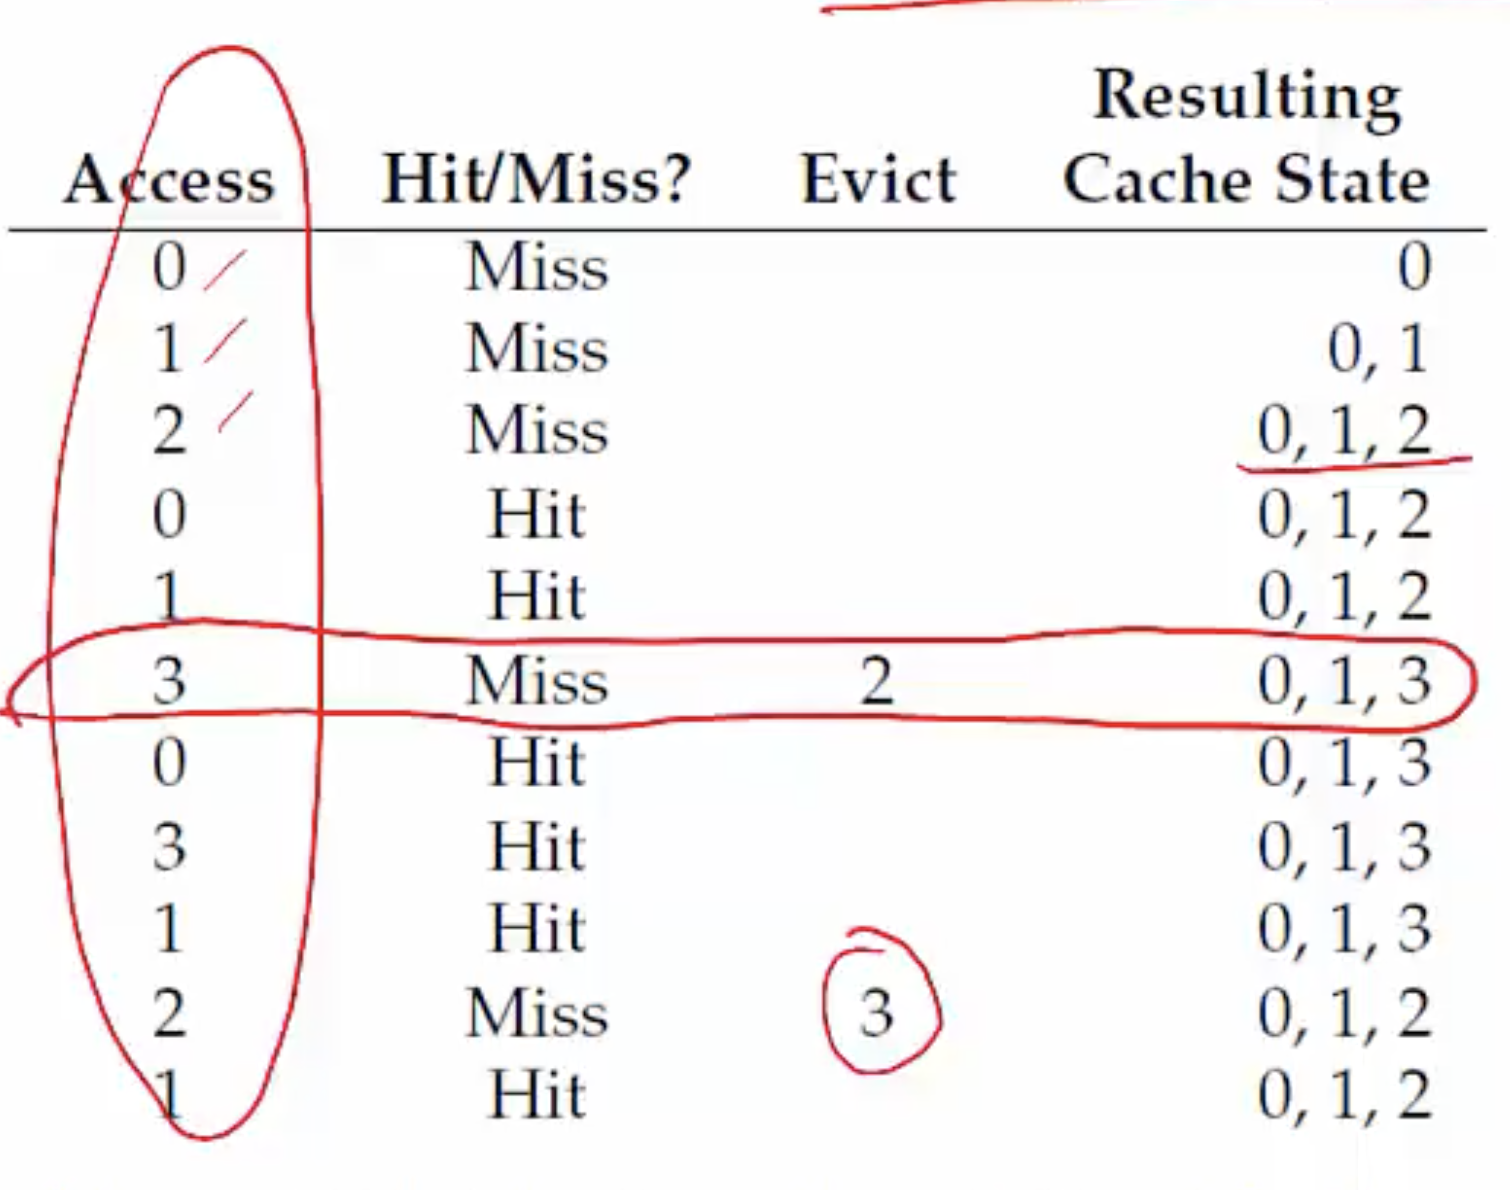 Resulting
Access Hit/Miss? Evict Cache State
0 Miss 0
1 Miss 0, 1
2 Miss 0, 1, 2
0 Hit 0, 1, 2
1 Hit 0, 1, 2
3 Miss 2 0, 1, 3
0 Hit 0, 1, 3
3 Hit 0, 1, 3
1 Hit 0, 1, 3
2 Miss 3 0, 1, 2
1 Hit 0, 1, 2